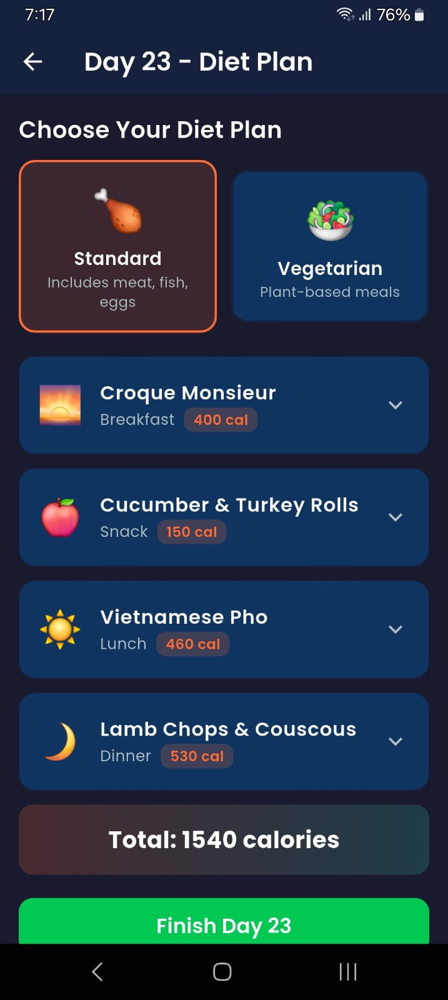 7:17 76%
Day 23 - Diet Plan
Choose Your Diet Plan
Standard
Includes meat, fish,
eggs
Vegetarian
Plant-based meals
Croque Monsieur
Breakfast 400 cal
Cucumber & Turkey Rolls
Snack 150 cal
Vietnamese Pho
Lunch 460 cal
Lamb Chops & Couscous
Dinner 530 cal
Total: 1540 calories
Finish Day 23